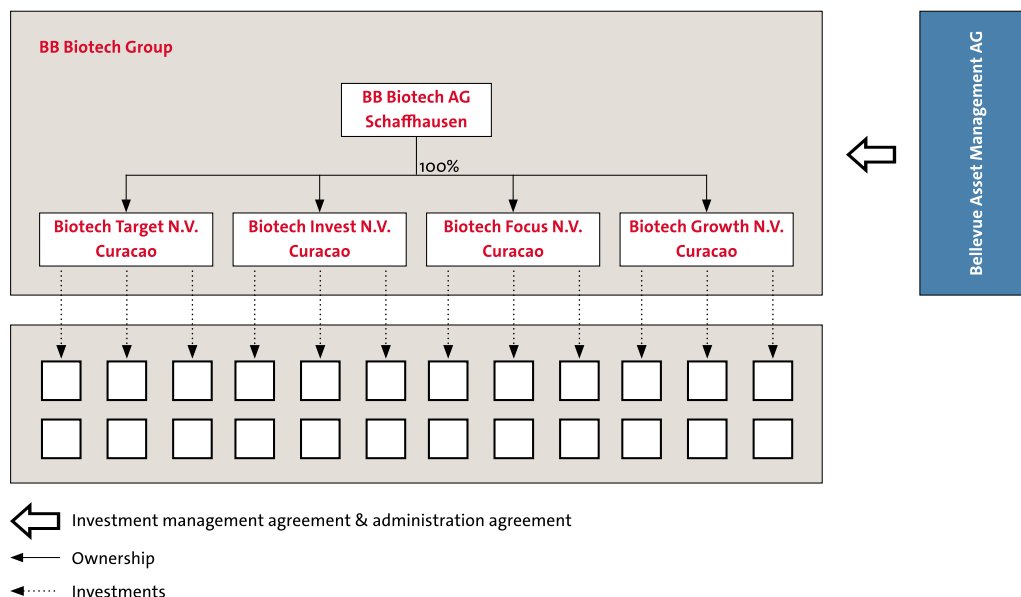 BB Biotech Group
BB Biotech AG
Schaffhausen
100%
Biotech Target N.V.
Curacao
Biotech Invest N.V.
Curacao
Biotech Focus N.V.
Curacao
Biotech Growth N.V.
Curacao
Bellevue Asset Management AG
Investment management agreement & administration agreement
Ownership
Investments